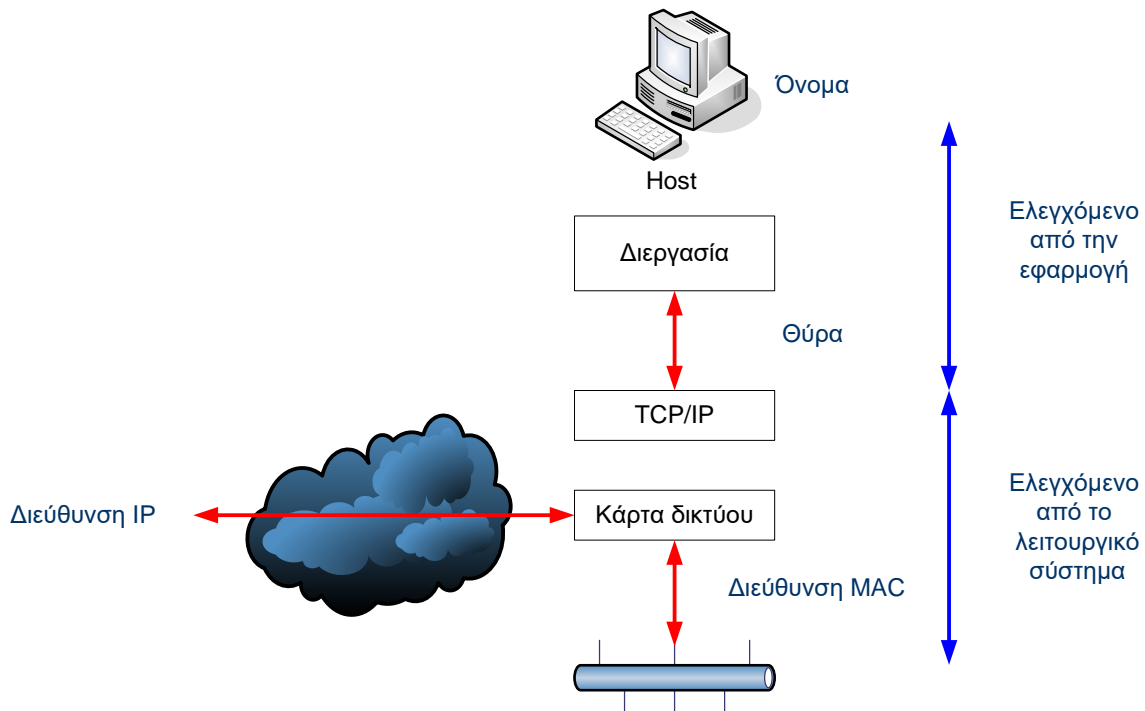 Όνομα
Host
Ελεγχόμενο
από την
εφαρμογή
Διεργασία
Θύρα
TCP/IP
Διεύθυνση IP
Κάρτα δικτύου
Ελεγχόμενο
από το
λειτουργικό
σύστημα
Διεύθυνση MAC